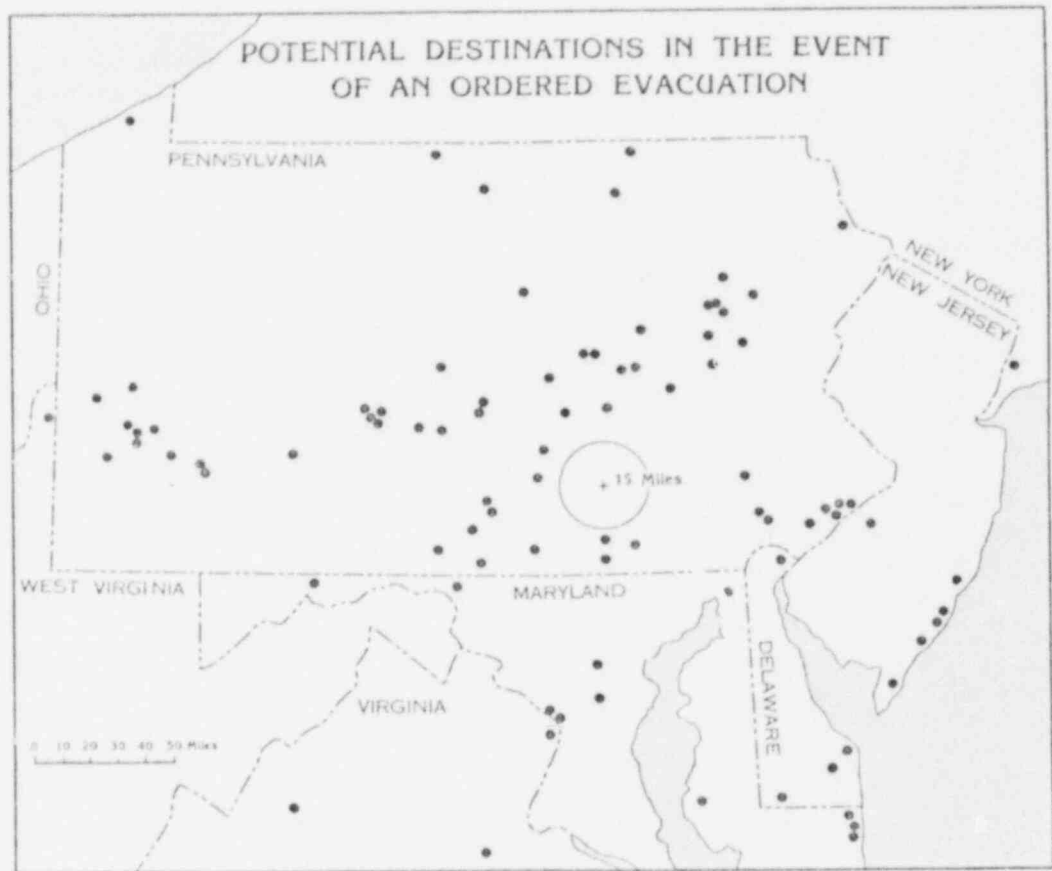 POTENTIAL DESTINATIONS IN THE EVENT
OF AN ORDERED EVACUATION
PENNSYLVANIA
OHIO
NEW YORK
NEW JERSEY
+ 15 Miles
WEST VIRGINIA
MARYLAND
DELAWARE
VIRGINIA
0 10 20 30 40 50 Miles